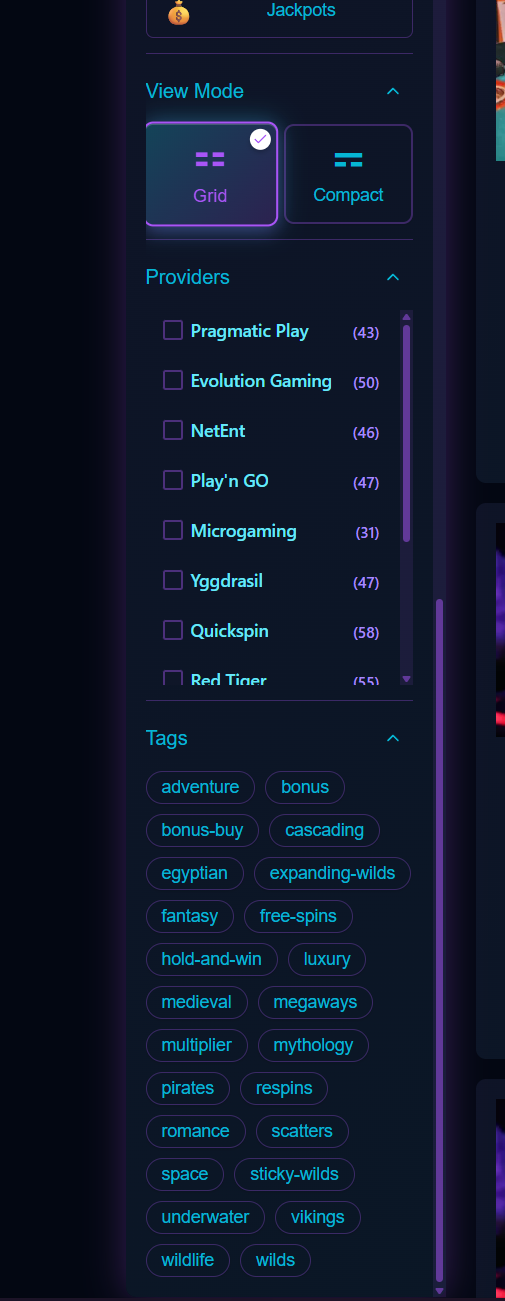 Jackpots
View Mode
Grid Compact
Providers
Pragmatic Play (43)
Evolution Gaming (50)
NetEnt (46)
Play'n GO (47)
Microgaming (31)
Yggdrasil (47)
Quickspin (58)
Red Tiger (55)
Tags
adventure bonus
bonus-buy cascading
egyptian expanding-wilds
fantasy free-spins
hold-and-win luxury
medieval megaways
multiplier mythology
pirates respins
romance scatters
space sticky-wilds
underwater vikings
wildlife wilds